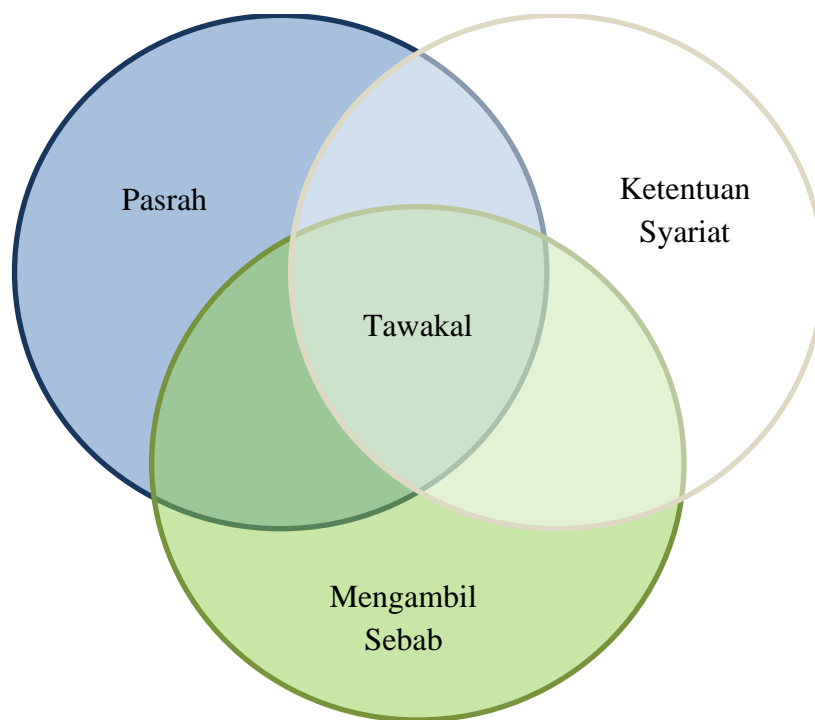 Pasrah
Ketentuan
Syariat
Tawakal
Mengambil
Sebab